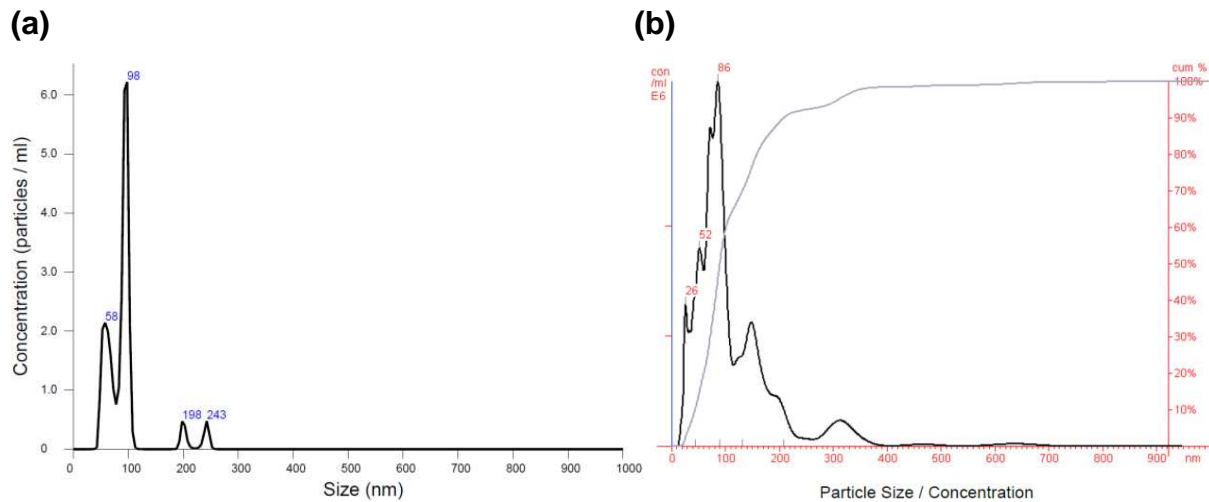 (a)
(b)
98
58
198
243
6.0
5.0
4.0
3.0
2.0
1.0
0
Concentration (particles / ml)
0 100 200 300 400 500 600 700 800 900 1000
Size (nm)
con
/ml
E6
86
52
26
cum %
100%
90%
80%
70%
60%
50%
40%
30%
20%
10%
0 100 200 300 400 500 600 700 800 900 nm
Particle Size / Concentration